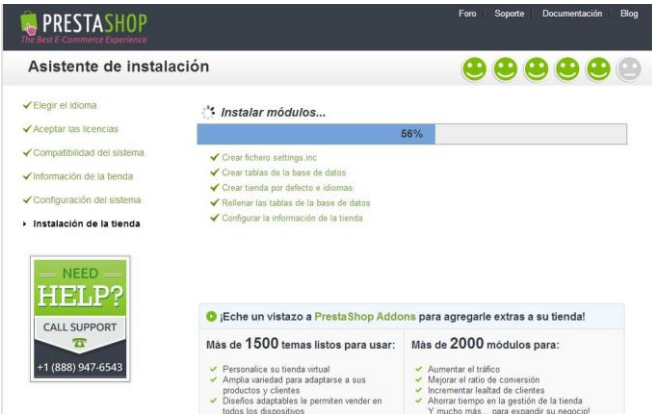 Foro Soporte Documentación Blog
PRESTASHOP
The Best E-Commerce Experience
Asistente de instalación
Elegir el idioma
Aceptar las licencias
Compatibilidad del sistema
Información de la tienda
Configuración del sistema
Instalación de la tienda
NEED
HELP?
CALL SUPPORT
+1 (888) 947-6543
Instalar módulos...
56%
Crear fichero settings.inc
Crear tablas de la base de datos
Crear tienda por defecto e idiomas
Rellenar las tablas de la base de datos
Configurar la información de la tienda
¡Eche un vistazo a PrestaShop Addons para agregarle extras a su tienda!
Más de 1500 temas listos para usar:
Personalice su tienda virtual
Amplia variedad para adaptarse a sus
productos y clientes
Diseños adaptables le permiten vender en
todos los dispositivos
Más de 2000 módulos para:
Aumentar el tráfico
Mejorar el ratio de conversión
Incrementar lealtad de clientes
Ahorrar tiempo en la gestión de la tienda
Y mucho más... para expandir su negocio!